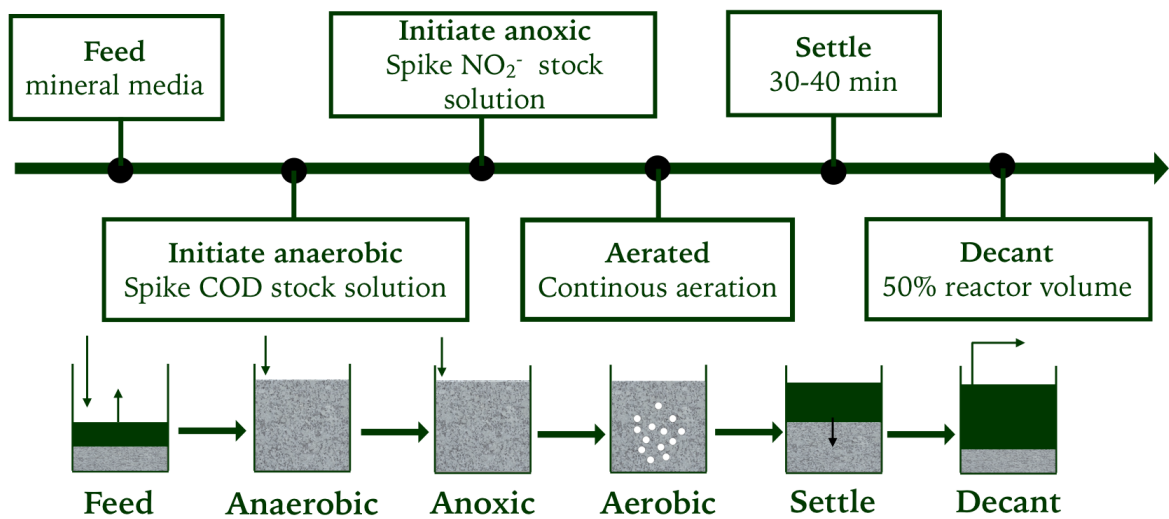 Feed
mineral media
Initiate anoxic
Spike NO₂⁻ stock
solution
Settle
30-40 min
Initiate anaerobic
Spike COD stock solution
Aerated
Continous aeration
Decant
50% reactor volume
Feed
Anaerobic
Anoxic
Aerobic
Settle
Decant